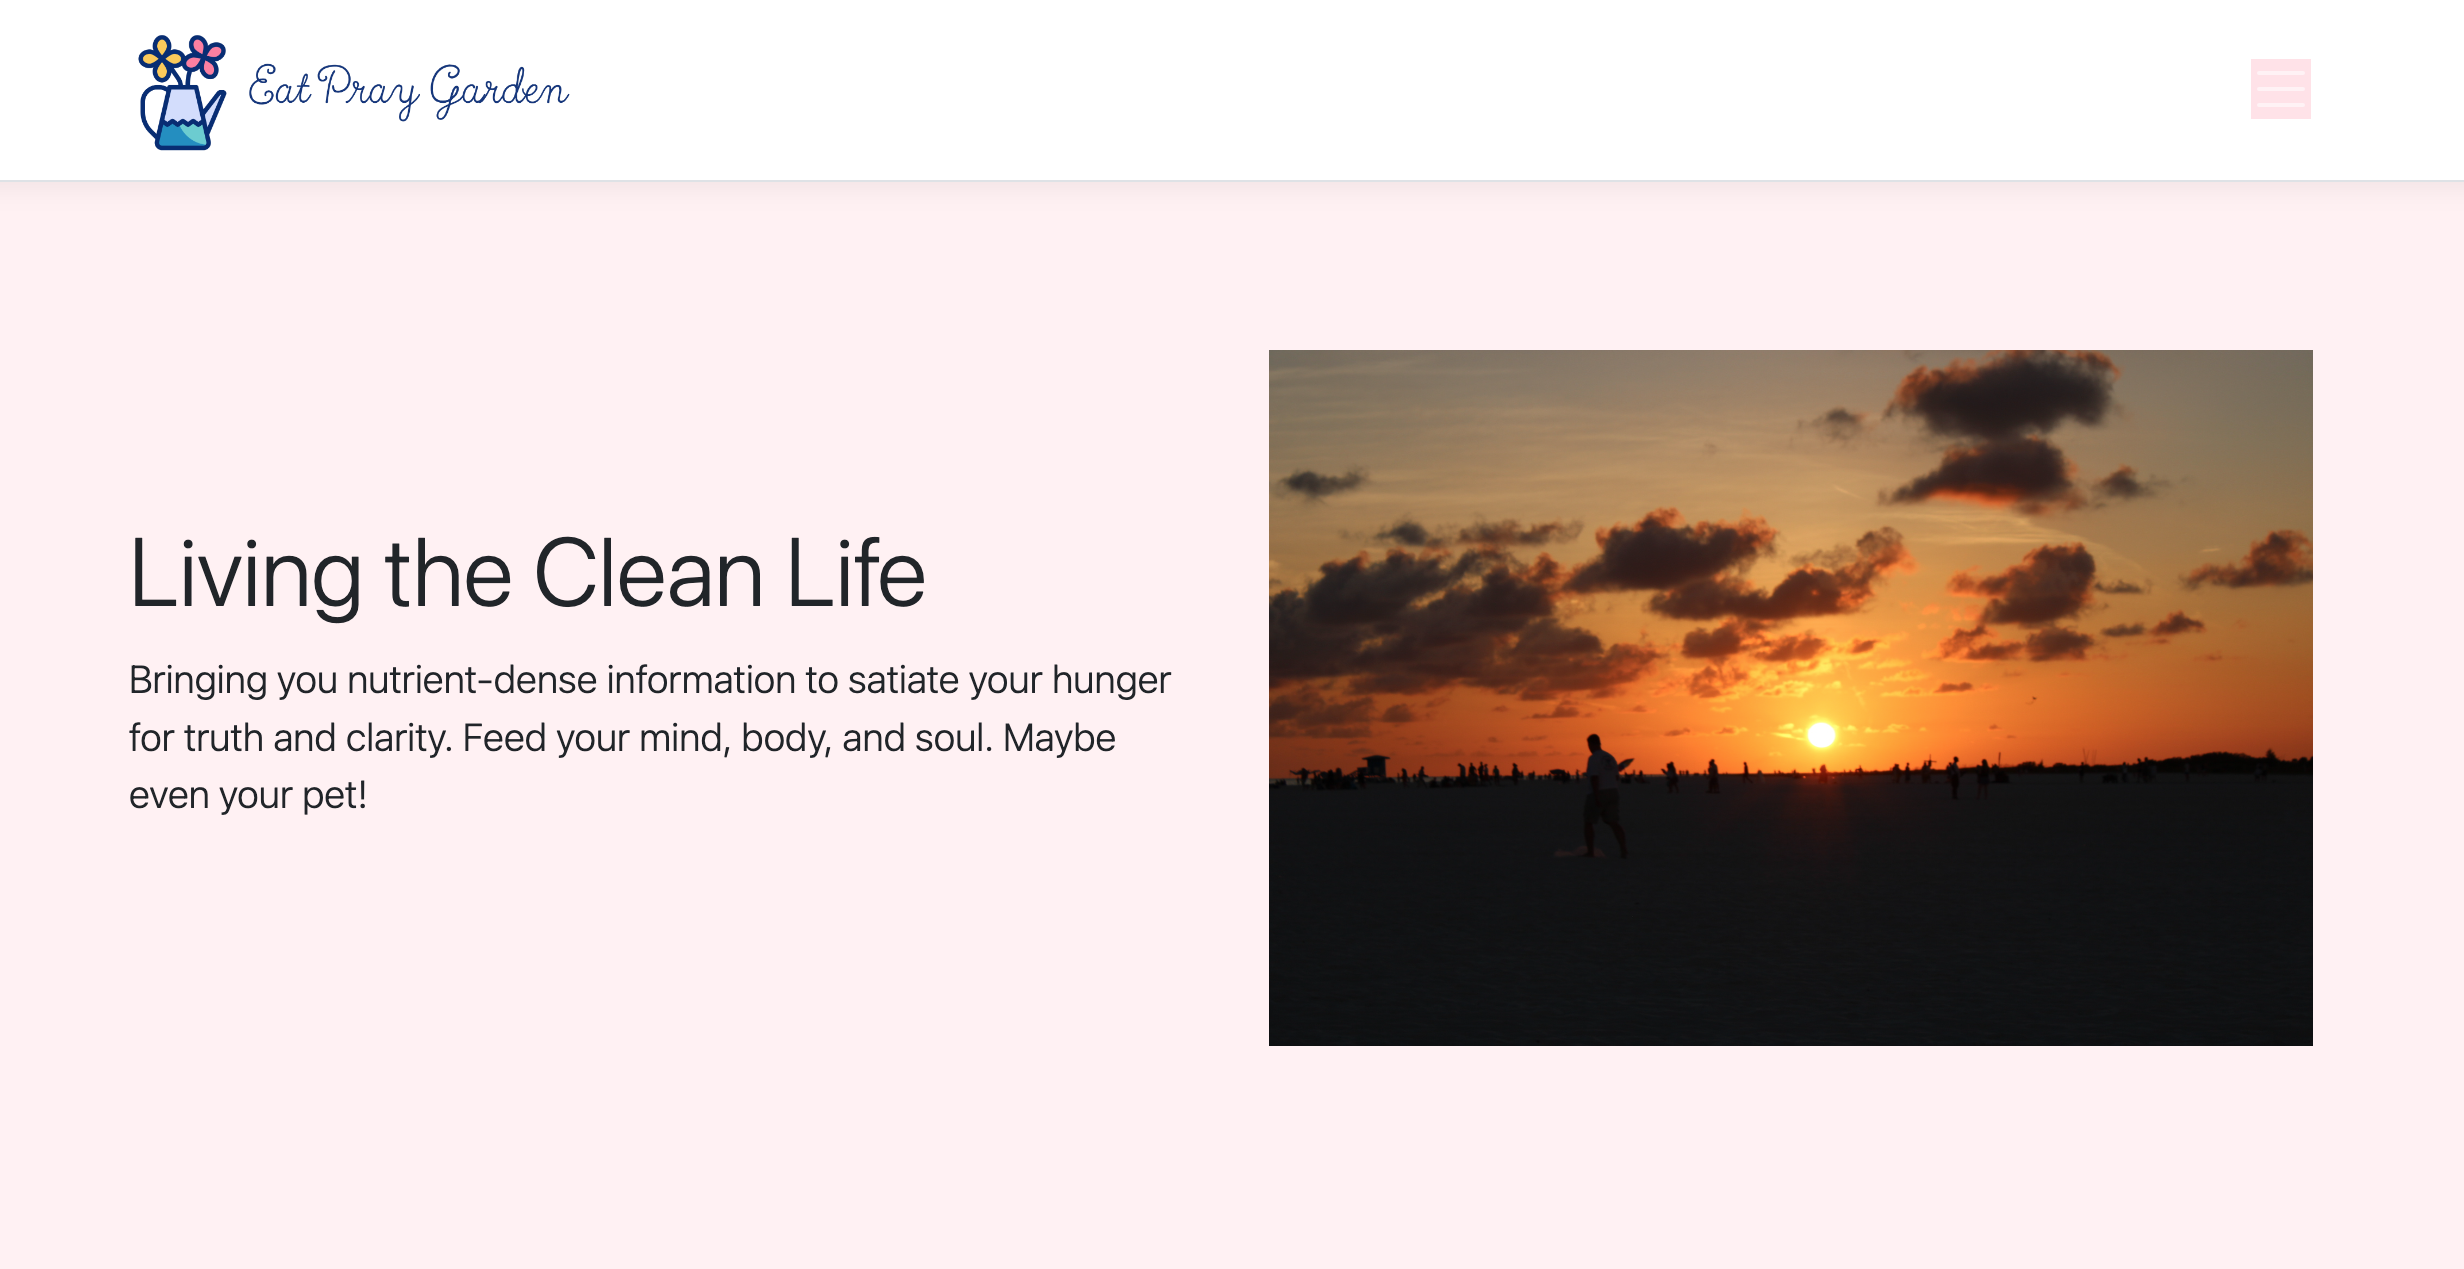 Eat Pray Garden
Living the Clean Life
Bringing you nutrient-dense information to satiate your hunger
for truth and clarity. Feed your mind, body, and soul. Maybe
even your pet!